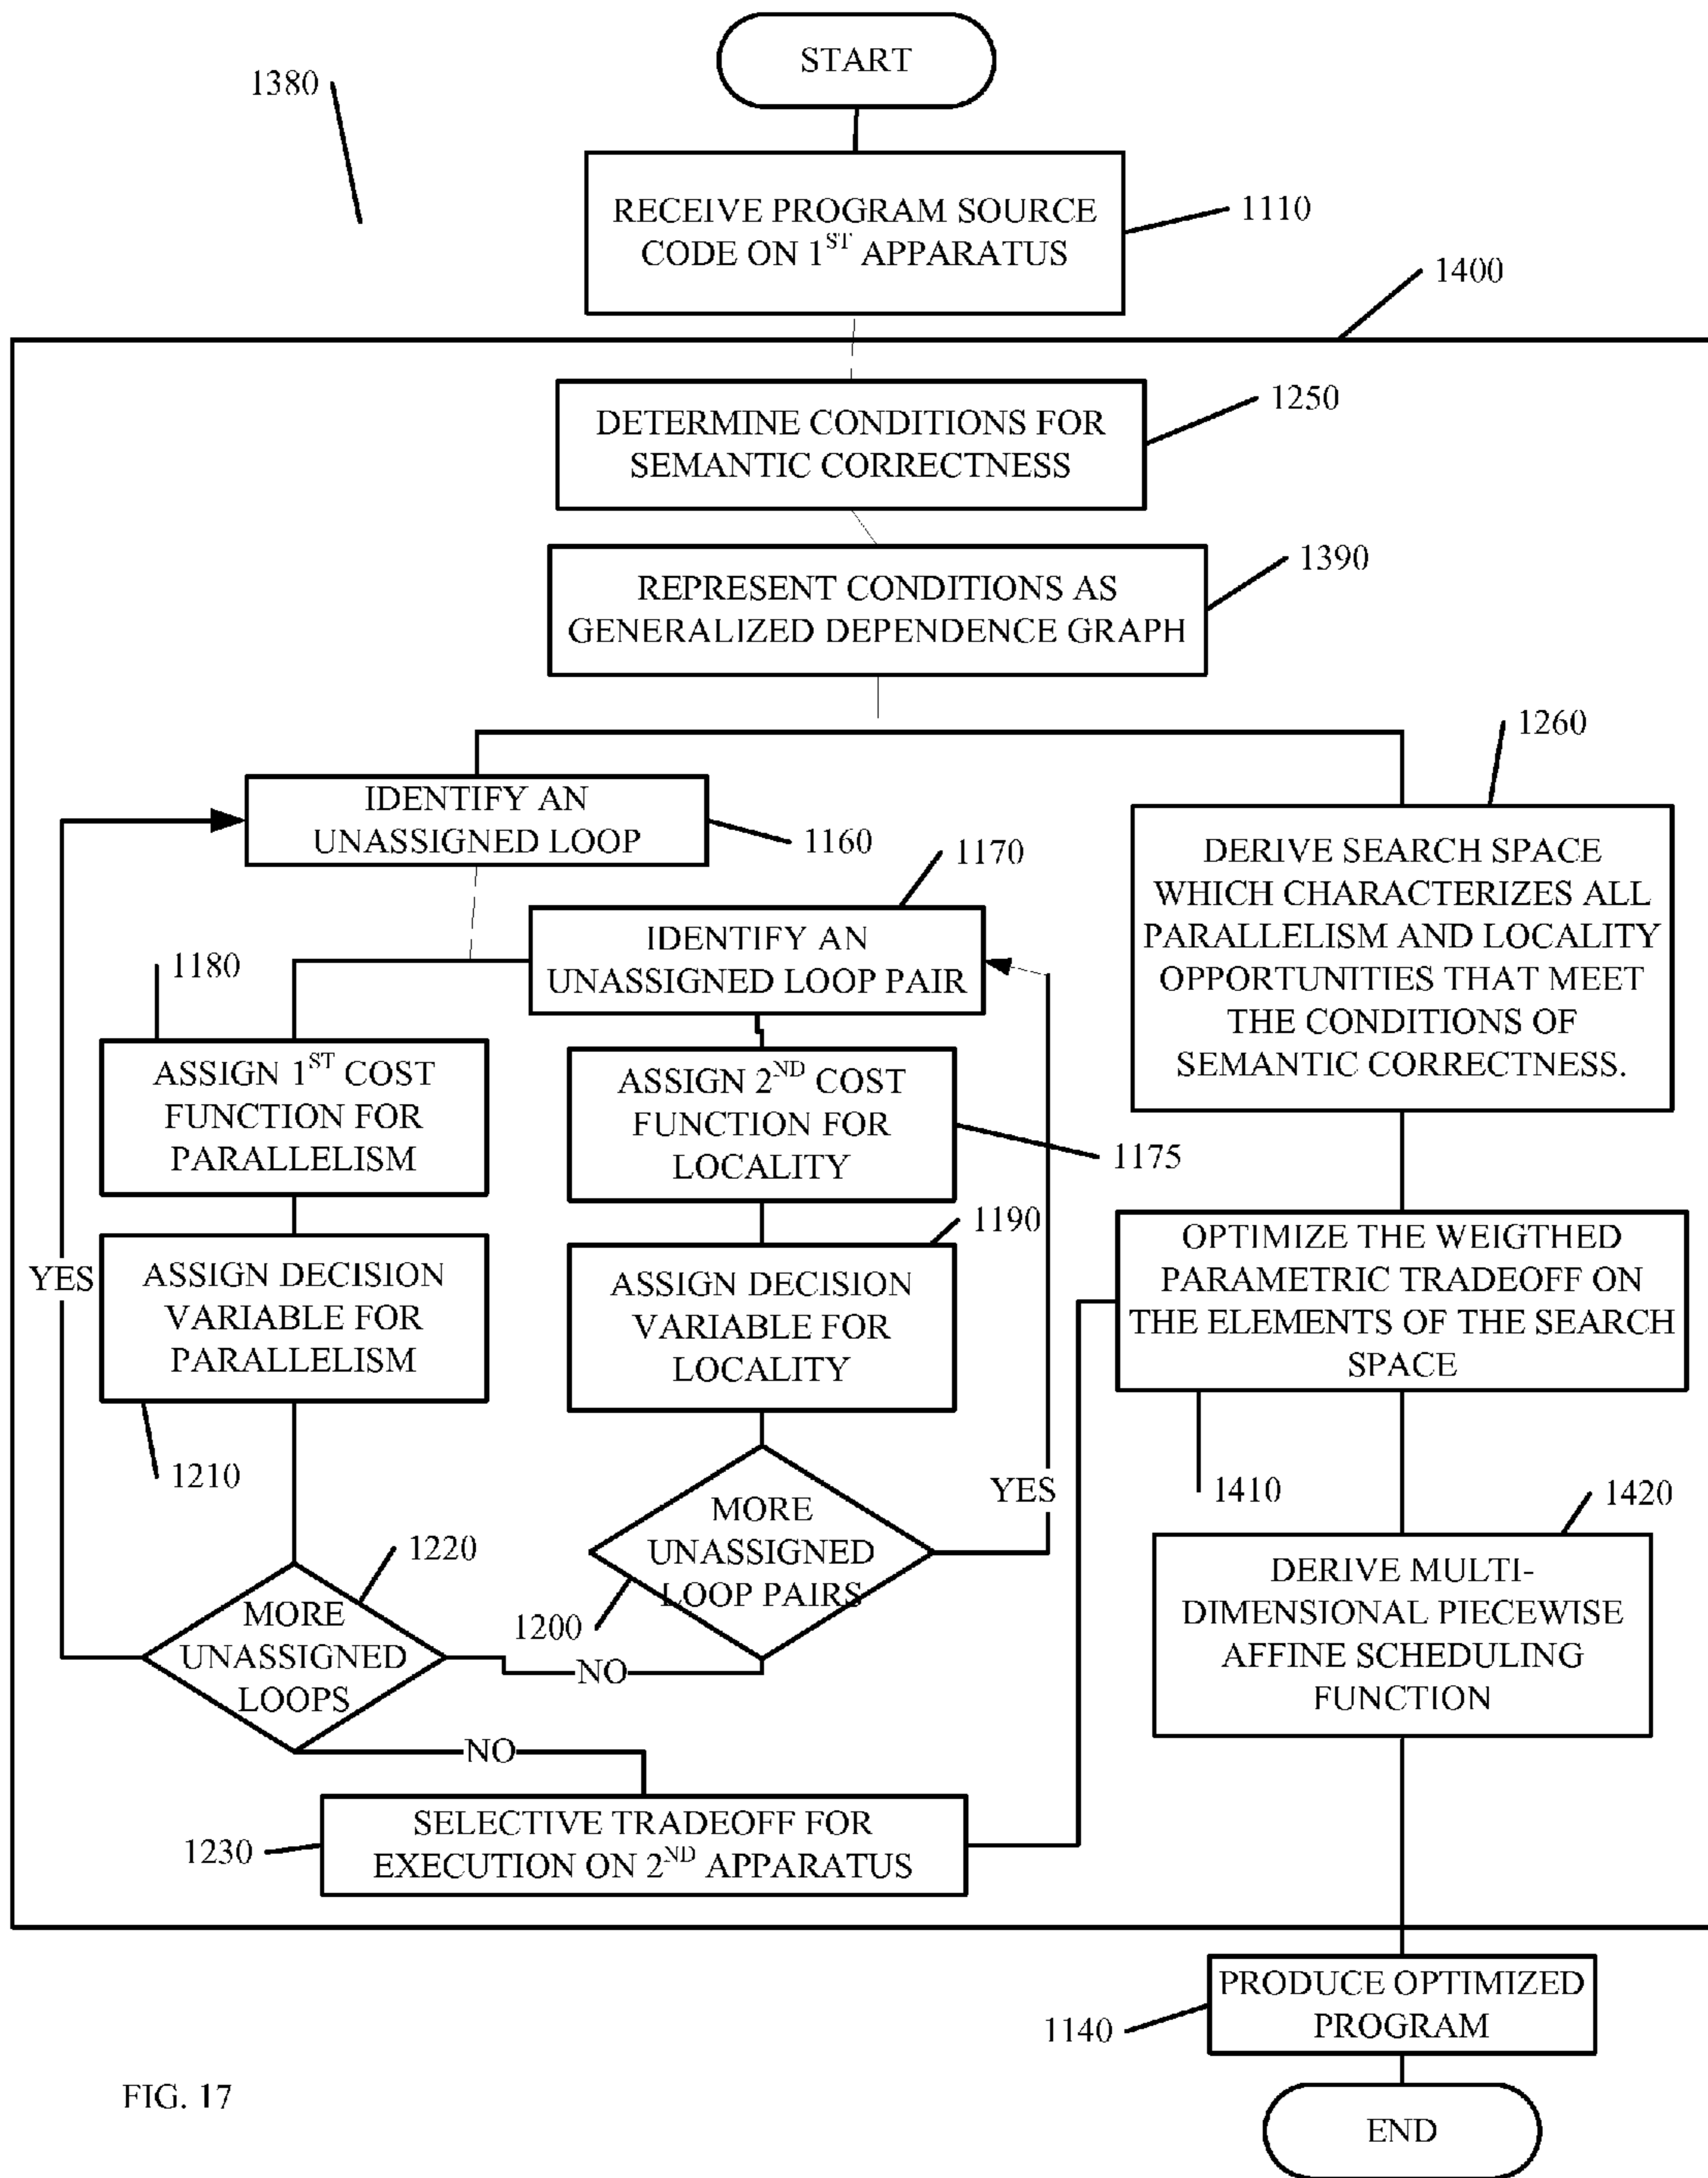 START
1380
RECEIVE PROGRAM SOURCE
CODE ON 1ST APPARATUS
1110
1400
DETERMINE CONDITIONS FOR
SEMANTIC CORRECTNESS
1250
REPRESENT CONDITIONS AS
GENERALIZED DEPENDENCE GRAPH
1390
IDENTIFY AN
UNASSIGNED LOOP
1160
1260
DERIVE SEARCH SPACE
WHICH CHARACTERIZES ALL
PARALLELISM AND LOCALITY
OPPORTUNITIES THAT MEET
THE CONDITIONS OF
SEMANTIC CORRECTNESS.
1170
IDENTIFY AN
UNASSIGNED LOOP PAIR
1180
ASSIGN 1ST COST
FUNCTION FOR
PARALLELISM
ASSIGN 2ND COST
FUNCTION FOR
LOCALITY
1175
1190
YES
ASSIGN DECISION
VARIABLE FOR
PARALLELISM
ASSIGN DECISION
VARIABLE FOR
LOCALITY
OPTIMIZE THE WEIGTHED
PARAMETRIC TRADEOFF ON
THE ELEMENTS OF THE SEARCH
SPACE
1210
YES
1410
1420
MORE
UNASSIGNED
LOOP PAIRS
1200
1220
MORE
UNASSIGNED
LOOPS
NO
DERIVE MULTI-
DIMENSIONAL PIECEWISE
AFFINE SCHEDULING
FUNCTION
NO
1230
SELECTIVE TRADEOFF FOR
EXECUTION ON 2ND APPARATUS
PRODUCE OPTIMIZED
PROGRAM
1140
FIG. 17
END